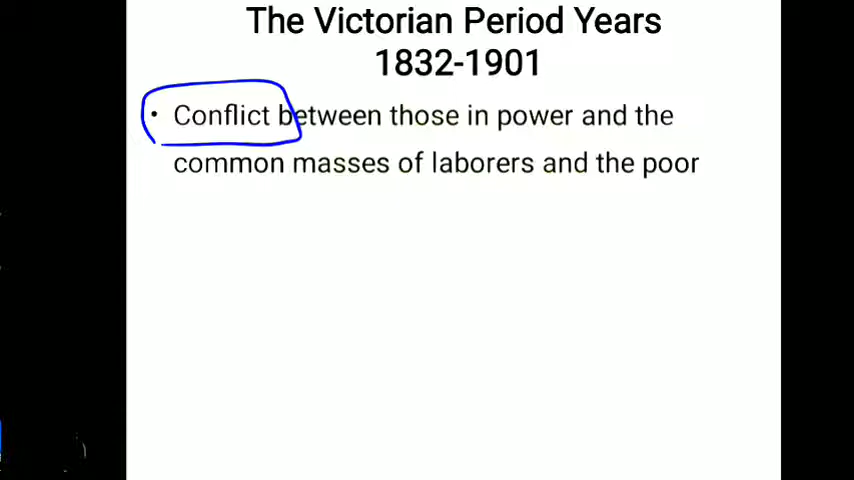 The Victorian Period Years
1832-1901
• Conflict between those in power and the
common masses of laborers and the poor